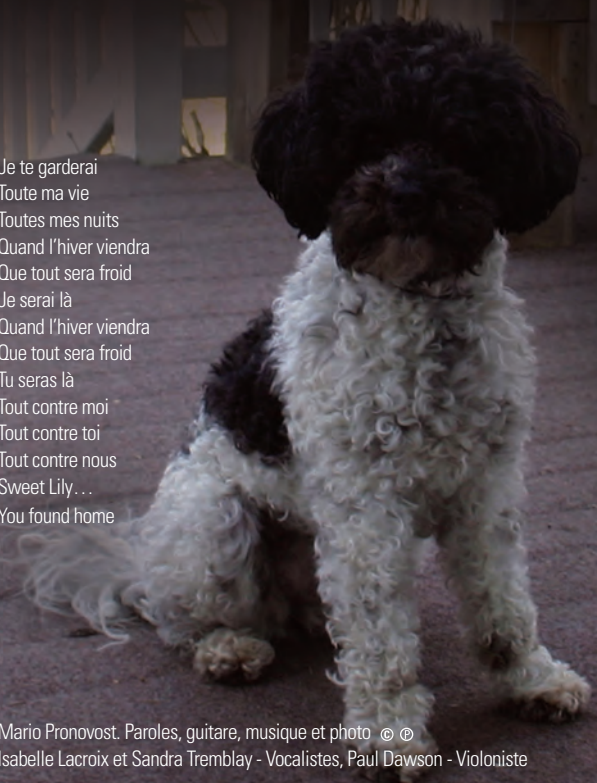 Je te garderai
Toute ma vie
Toutes mes nuits
Quand l’hiver viendra
Que tout sera froid
Je serai là
Quand l’hiver viendra
Que tout sera froid
Tu seras là
Tout contre moi
Tout contre toi
Tout contre nous
Sweet Lily…
You found home
Mario Pronovost. Paroles, guitare, musique et photo © ℗
Isabelle Lacroix et Sandra Tremblay - Vocalistes, Paul Dawson - Violoniste